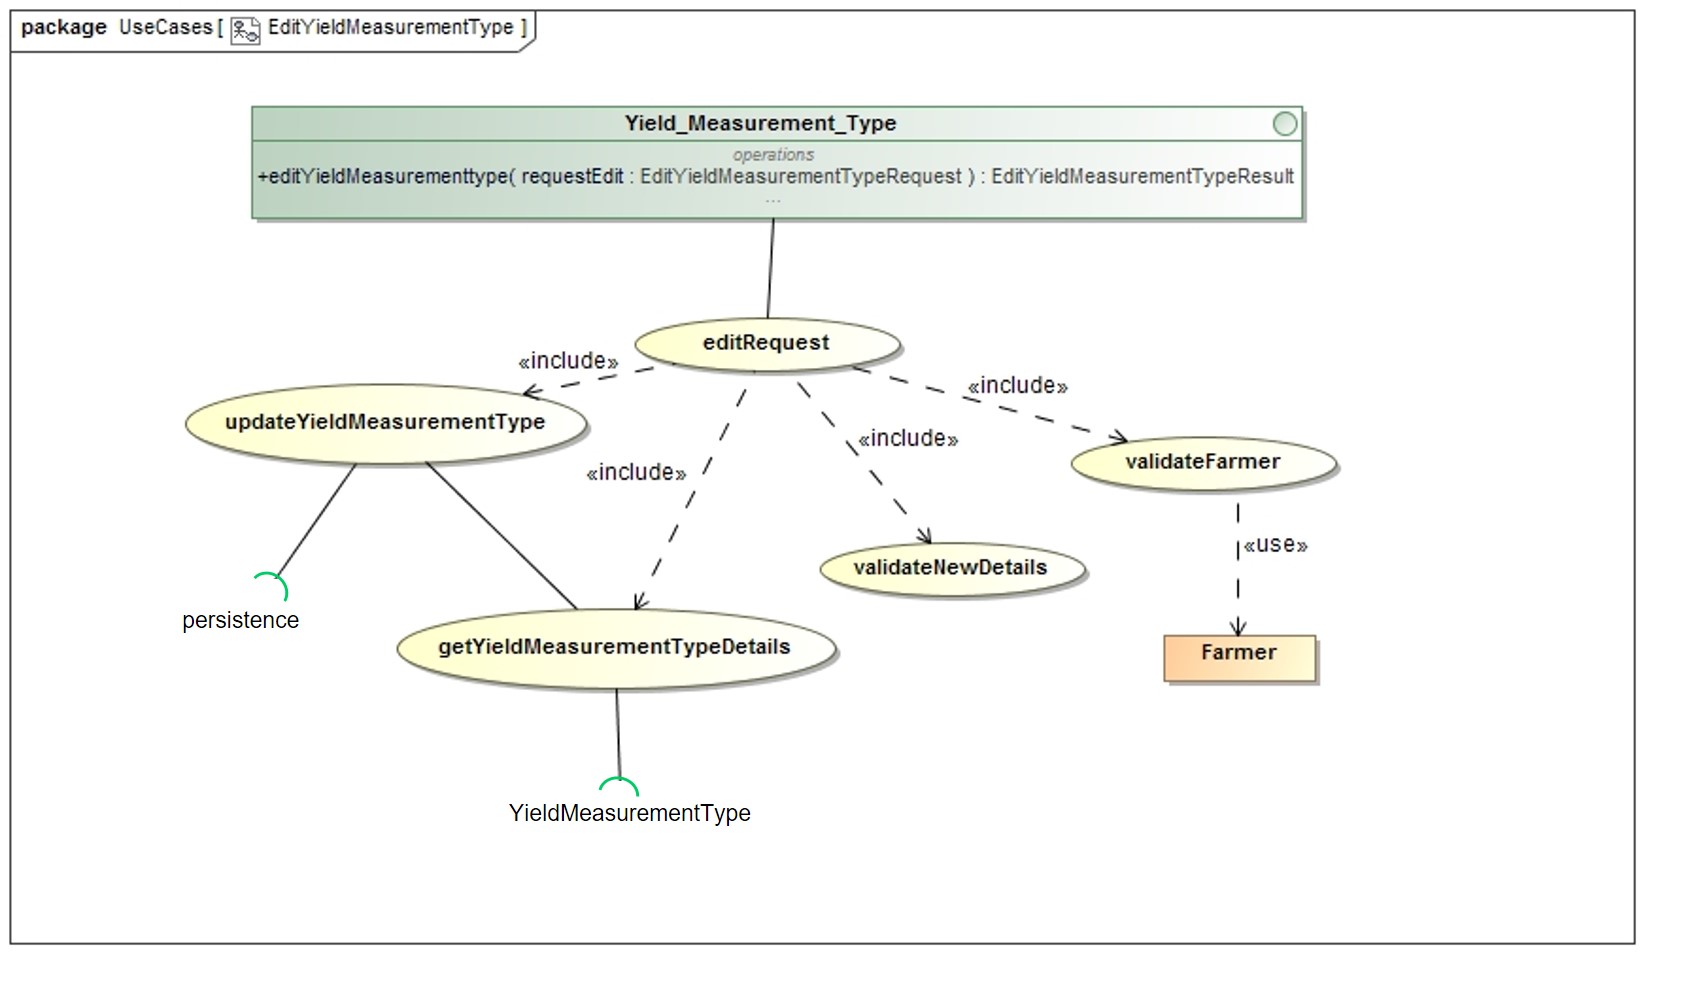 package UseCases [ EditYieldMeasurementType ]
Yield_Measurement_Type
operations
+editYieldMeasurementtype( requestEdit : EditYieldMeasurementTypeRequest ) : EditYieldMeasurementTypeResult
...
editRequest
«include»
«include»
updateYieldMeasurementType
«include»
validateFarmer
«include»
«use»
validateNewDetails
persistence
getYieldMeasurementTypeDetails
Farmer
YieldMeasurementType